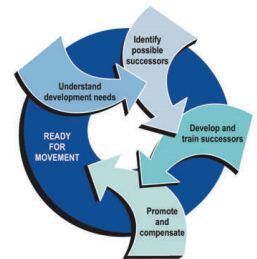 Identify
possible
successors
Understand
development needs
Develop and
train successors
READY
FOR
MOVEMENT
Promote
and
compensate